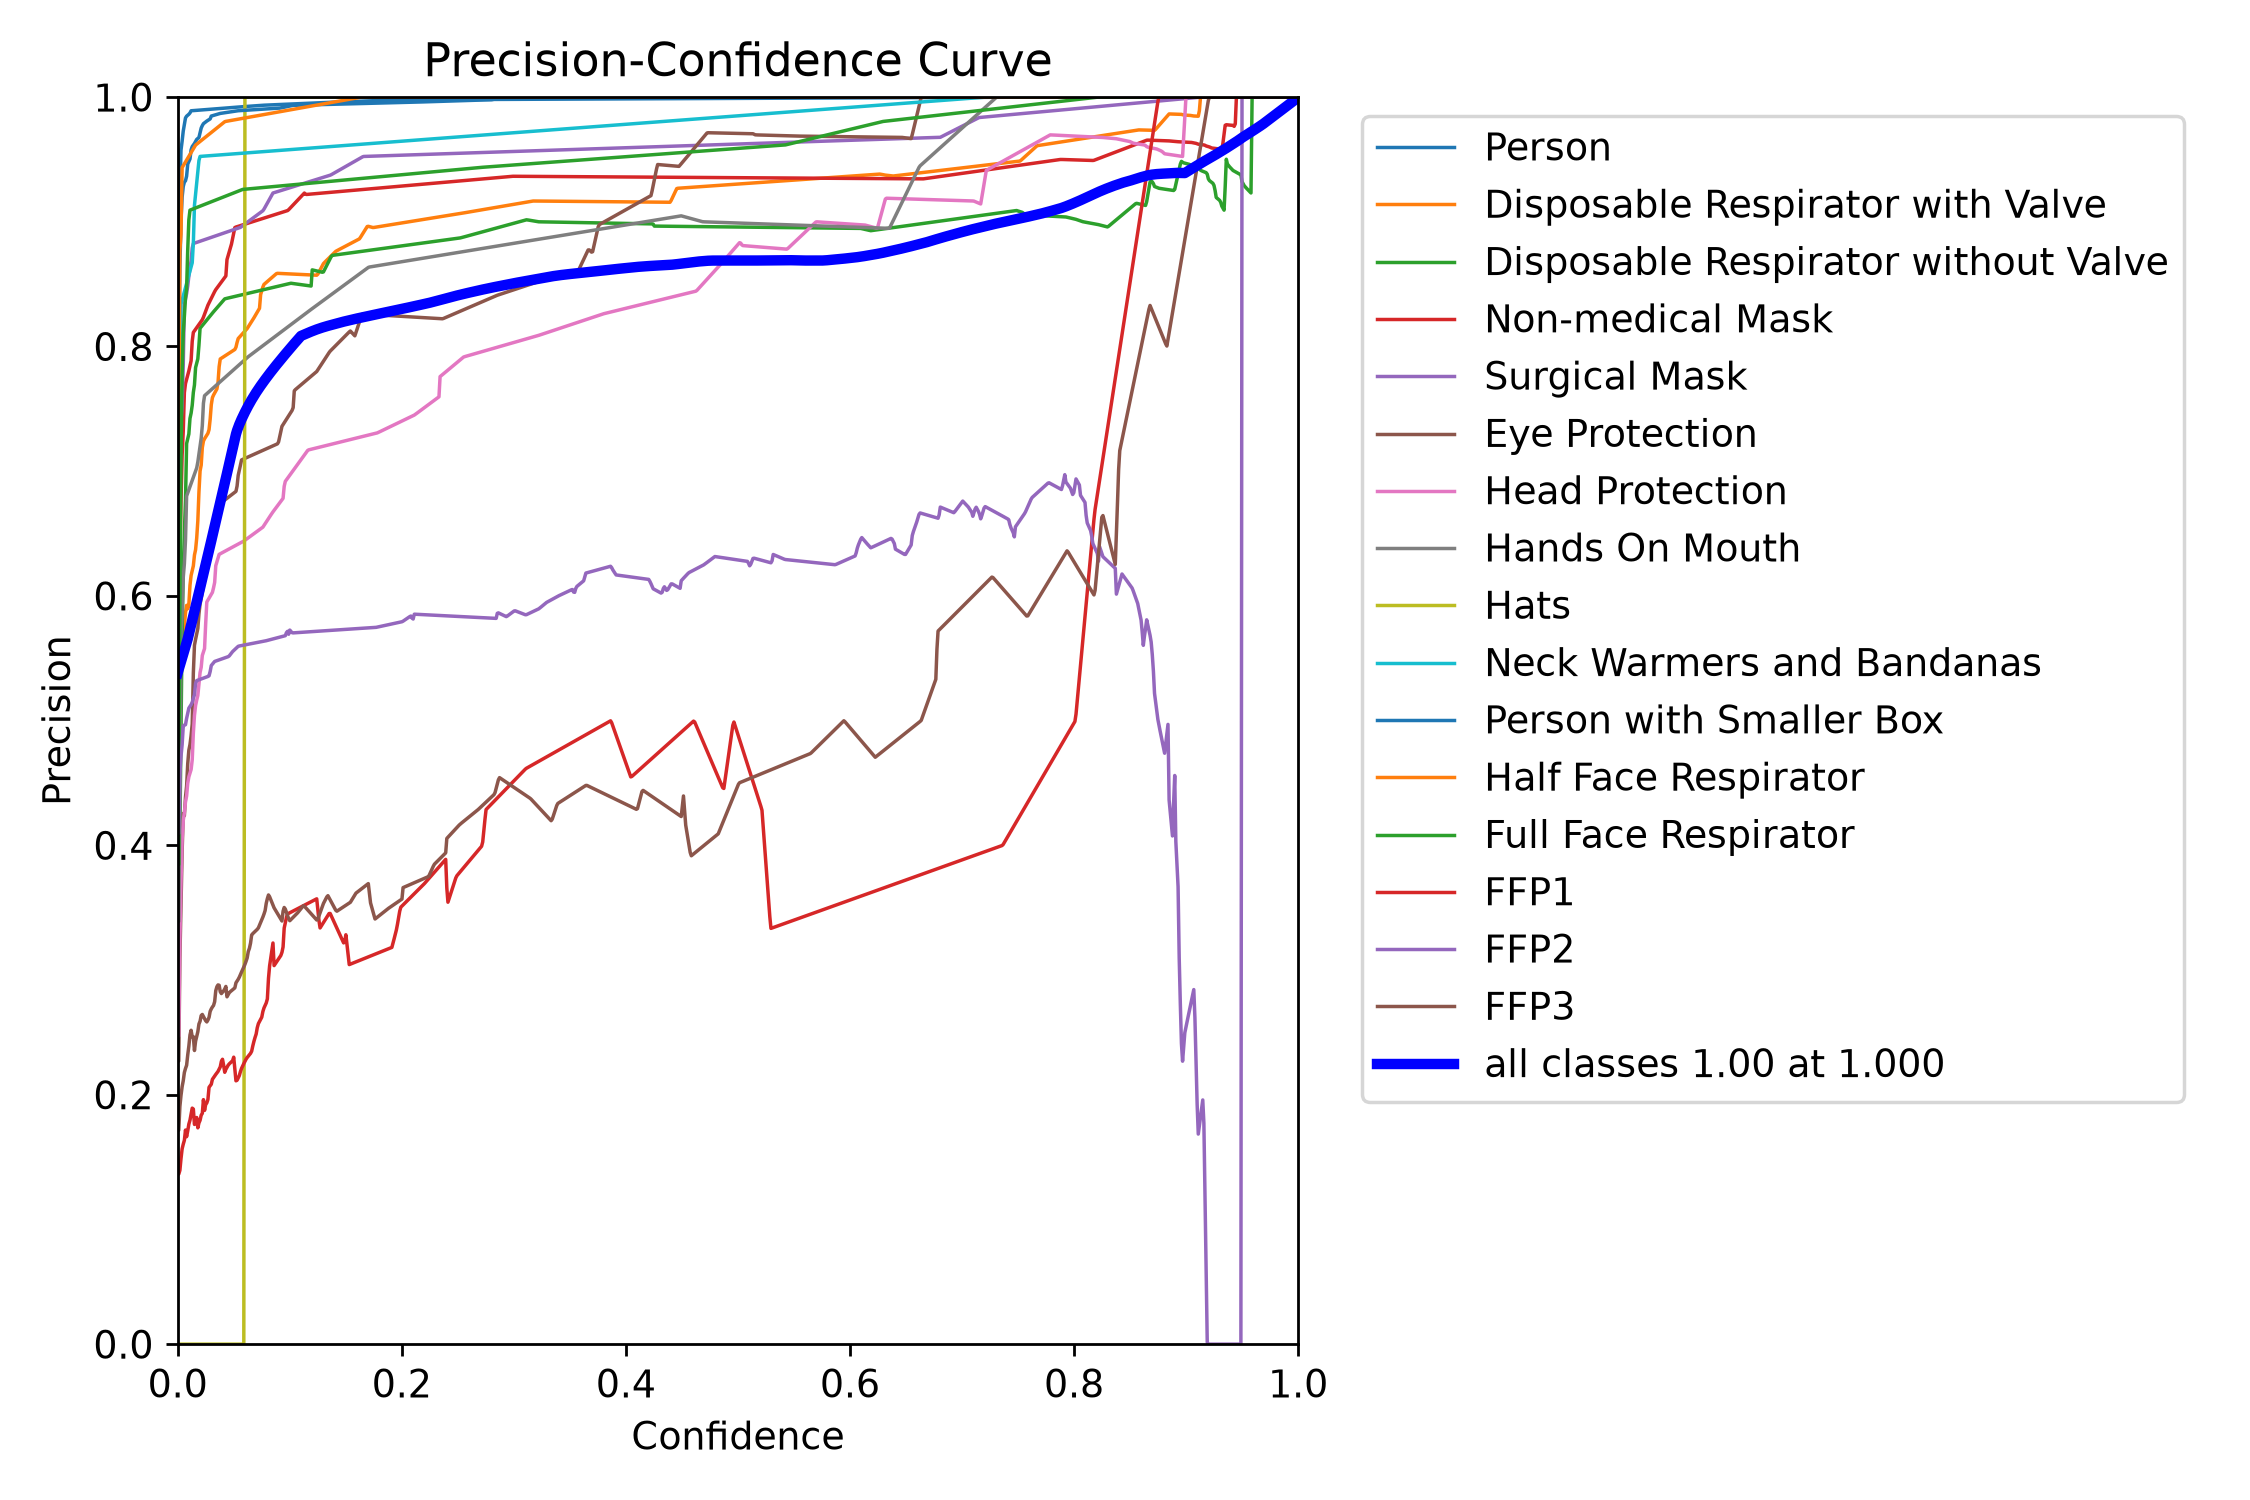 Precision-Confidence Curve
1.0
0.8
0.6
0.4
0.2
0.0
Precision
0.0 0.2 0.4 0.6 0.8 1.0
Confidence
Person
Disposable Respirator with Valve
Disposable Respirator without Valve
Non-medical Mask
Surgical Mask
Eye Protection
Head Protection
Hands On Mouth
Hats
Neck Warmers and Bandanas
Person with Smaller Box
Half Face Respirator
Full Face Respirator
FFP1
FFP2
FFP3
all classes 1.00 at 1.000